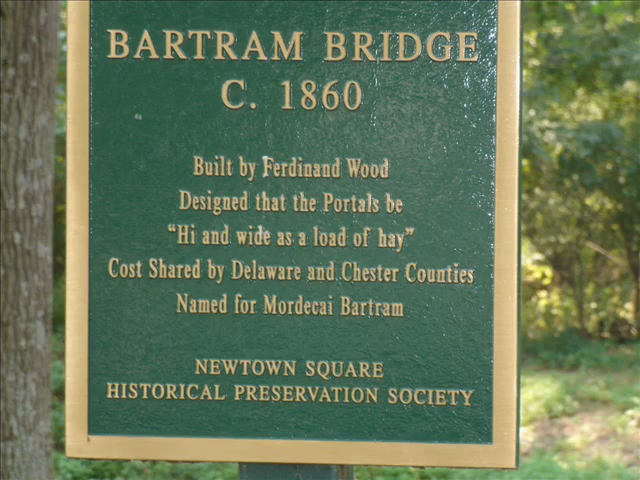 BARTRAM BRIDGE
C. 1860
Built by Ferdinand Wood
Designed that the Portals be
“Hi and wide as a load of hay”
Cost Shared by Delaware and Chester Counties
Named for Mordecai Bartram
NEWTOWN SQUARE
HISTORICAL PRESERVATION SOCIETY